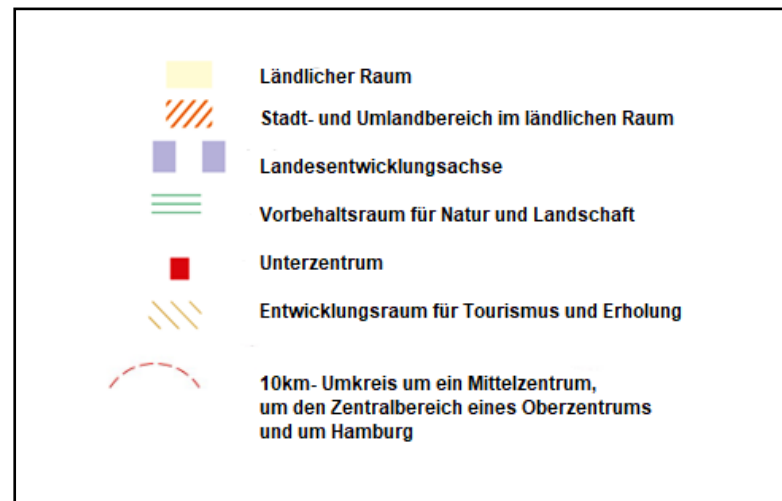 Ländlicher Raum
Stadt- und Umlandbereich im ländlichen Raum
Landesentwicklungsachse
Vorbehaltsraum für Natur und Landschaft
Unterzentrum
Entwicklungsraum für Tourismus und Erholung
10km- Umkreis um ein Mittelzentrum,
um den Zentralbereich eines Oberzentrums
und um Hamburg